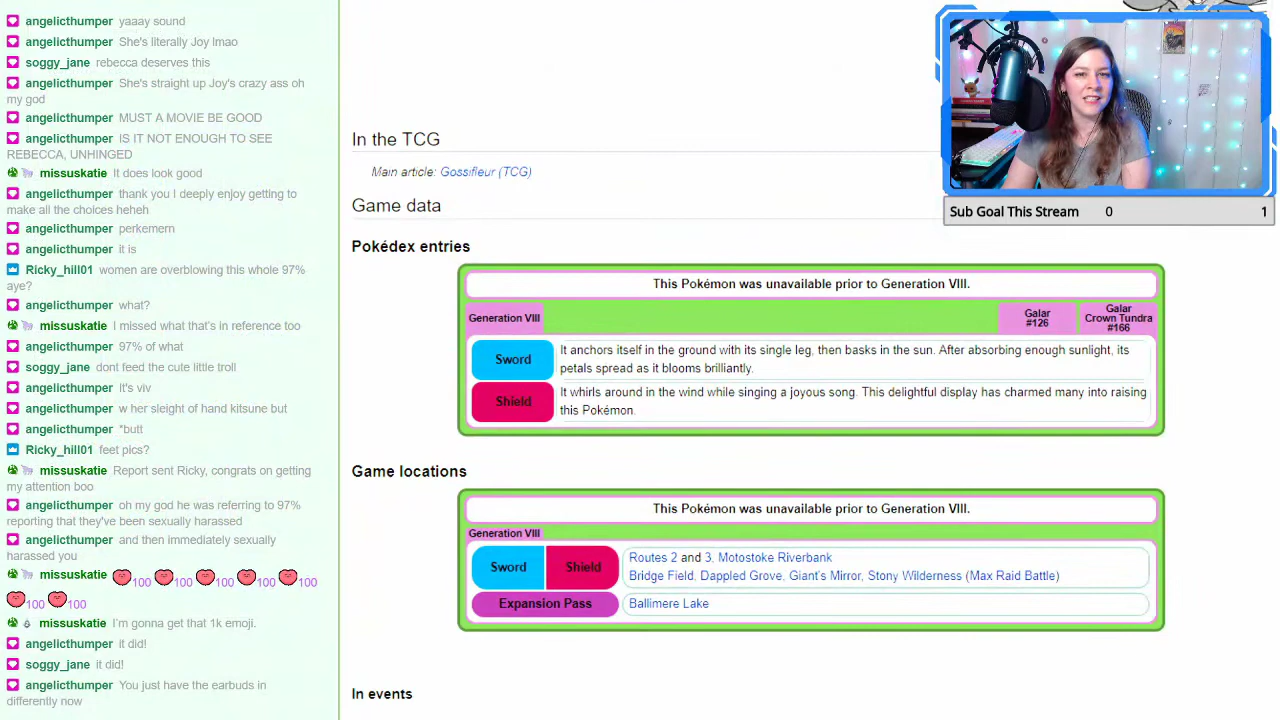 angelicthumper yaaay sound
angelicthumper She's literally Joy lmao
soggy_jane rebecca deserves this
angelicthumper She's straight up Joy's crazy ass oh
my god
angelicthumper MUST A MOVIE BE GOOD
angelicthumper IS IT NOT ENOUGH TO SEE
REBECCA, UNHINGED
missuskatie It does look good
angelicthumper thank you I deeply enjoy getting to
make all the choices heheh
angelicthumper perkemern
angelicthumper it is
Ricky_hill01 women are overblowing this whole 97%
aye?
angelicthumper what?
missuskatie I missed what that's in reference too
angelicthumper 97% of what
soggy_jane dont feed the cute little troll
angelicthumper It's viv
angelicthumper w her sleight of hand kitsune but
angelicthumper *butt
Ricky_hill01 feet pics?
missuskatie Report sent Ricky, congrats on getting
my attention boo
angelicthumper oh my god he was referring to 97%
reporting that they've been sexually harassed
angelicthumper and then immediately sexually
harassed you
missuskatie 100 100 100 100 100
100 100
missuskatie I'm gonna get that 1k emoji.
angelicthumper it did!
soggy_jane it did!
angelicthumper You just have the earbuds in
differently now
In the TCG
Main article: Gossifleur (TCG)
Game data
Pokédex entries
This Pokémon was unavailable prior to Generation VIII.
Generation VIII
Galar
#126
Galar
Crown Tundra
#166
Sword
It anchors itself in the ground with its single leg, then basks in the sun. After absorbing enough sunlight, its
petals spread as it blooms brilliantly.
Shield
It whirls around in the wind while singing a joyous song. This delightful display has charmed many into raising
this Pokémon.
Game locations
This Pokémon was unavailable prior to Generation VIII.
Generation VIII
Sword Shield
Routes 2 and 3, Motostoke Riverbank
Bridge Field, Dappled Grove, Giant's Mirror, Stony Wilderness (Max Raid Battle)
Expansion Pass
Ballimere Lake
In events
Sub Goal This Stream 0 1